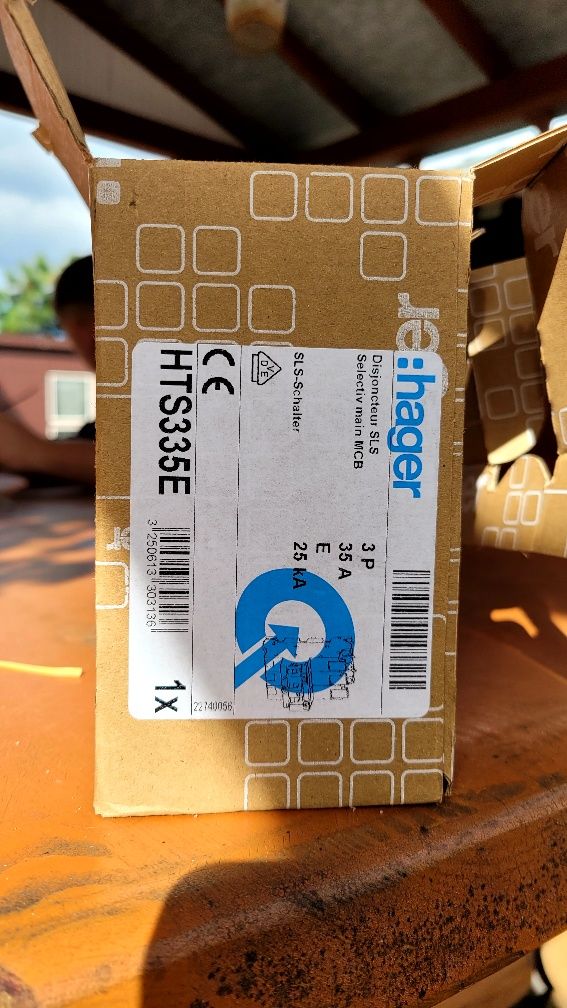 :hager
Disjoncteur SLS
Selectiv main MCB
SLS-Schalter
3 P
35 A
E
25 kA
DVE
CE
HTS335E
3 250613 303136
1x
22740056